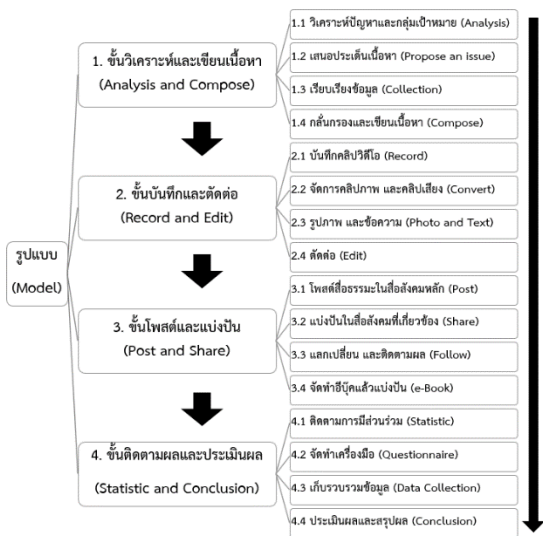 รูปแบบ
(Model)
1. ขั้นวิเคราะห์และเขียนเนื้อหา
(Analysis and Compose)
1.1 วิเคราะห์ปัญหาและกลุ่มเป้าหมาย (Analysis)
1.2 เสนอประเด็นเนื้อหา (Propose an issue)
1.3 เรียบเรียงข้อมูล (Collection)
1.4 กลั่นกรองและเขียนเนื้อหา (Compose)
2. ขั้นบันทึกและตัดต่อ
(Record and Edit)
2.1 บันทึกคลิปวิดีโอ (Record)
2.2 จัดการคลิปภาพ และคลิปเสียง (Convert)
2.3 รูปภาพ และข้อความ (Photo and Text)
2.4 ตัดต่อ (Edit)
3. ขั้นโพสต์และแบ่งปัน
(Post and Share)
3.1 โพสต์สื่อธรรมะในสื่อสังคมหลัก (Post)
3.2 แบ่งปันในสื่อสังคมที่เกี่ยวข้อง (Share)
3.3 แลกเปลี่ยน และติดตามผล (Follow)
3.4 จัดทำอีบุ๊คแล้วแบ่งปัน (e-Book)
4. ขั้นติดตามผลและประเมินผล
(Statistic and Conclusion)
4.1 ติดตามการมีส่วนร่วม (Statistic)
4.2 จัดทำเครื่องมือ (Questionnaire)
4.3 เก็บรวบรวมข้อมูล (Data Collection)
4.4 ประเมินผลและสรุปผล (Conclusion)